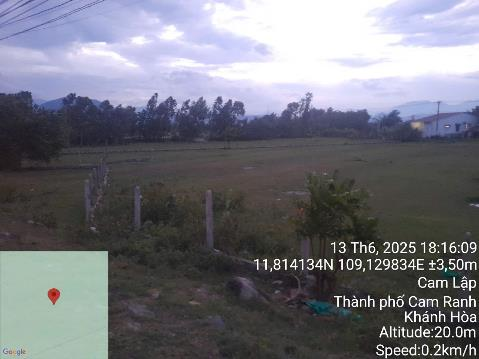 13 Th6, 2025 18:16:09
11,814134N 109,129834E ±3,50m
Cam Lập
Thành phố Cam Ranh
Khánh Hòa
Altitude:20.0m
Speed:0.2km/h
Google